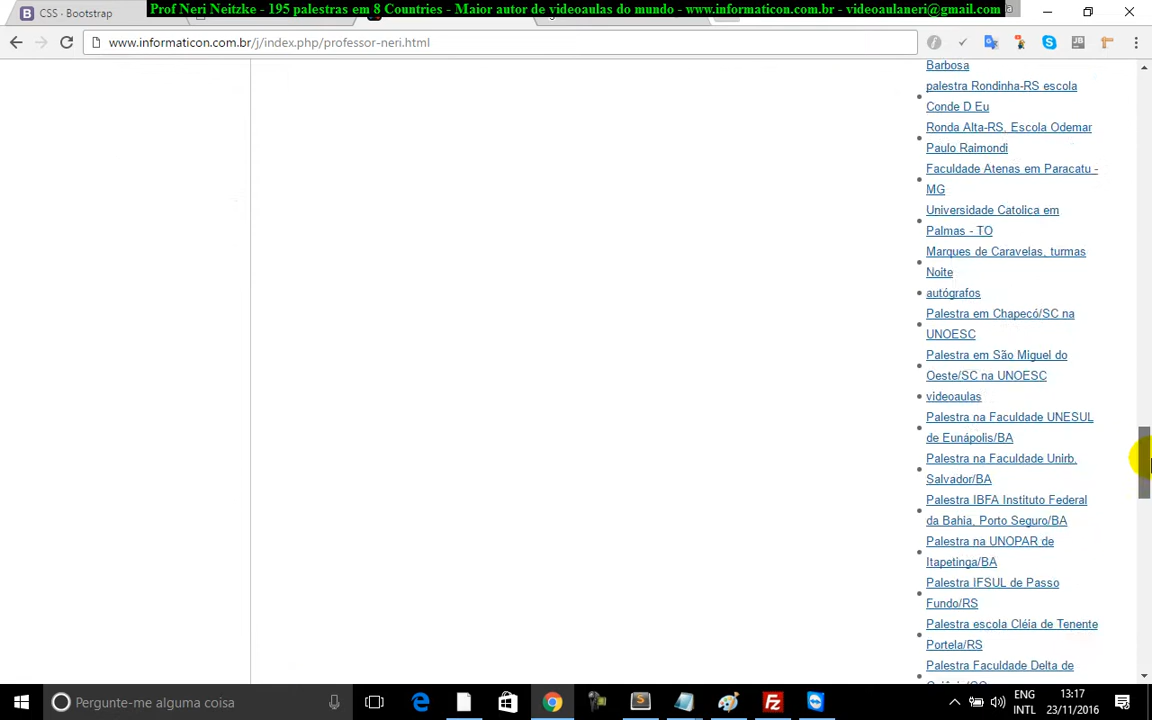 Prof Neri Neitzke - 195 palestras em 8 Countries - Maior autor de videoaulas do mundo - www.informaticon.com.br - videoaulaneri@gmail.com
CSS · Bootstrap
www.informaticon.com.br/j/index.php/professor-neri.html
Barbosa
palestra Rondinha-RS escola
Conde D Eu
Ronda Alta-RS, Escola Odemar
Paulo Raimondi
Faculdade Atenas em Paracatu -
MG
Universidade Catolica em
Palmas - TO
Marques de Caravelas, turmas
Noite
autógrafos
Palestra em Chapecó/SC na
UNOESC
Palestra em São Miguel do
Oeste/SC na UNOESC
videoaulas
Palestra na Faculdade UNESUL
de Eunápolis/BA
Palestra na Faculdade Unirb,
Salvador/BA
Palestra IBFA Instituto Federal
da Bahia, Porto Seguro/BA
Palestra na UNOPAR de
Itapetinga/BA
Palestra IFSUL de Passo
Fundo/RS
Palestra escola Cléia de Tenente
Portela/RS
Palestra Faculdade Delta de
Pergunte-me alguma coisa
ENG
INTL
13:17
23/11/2016